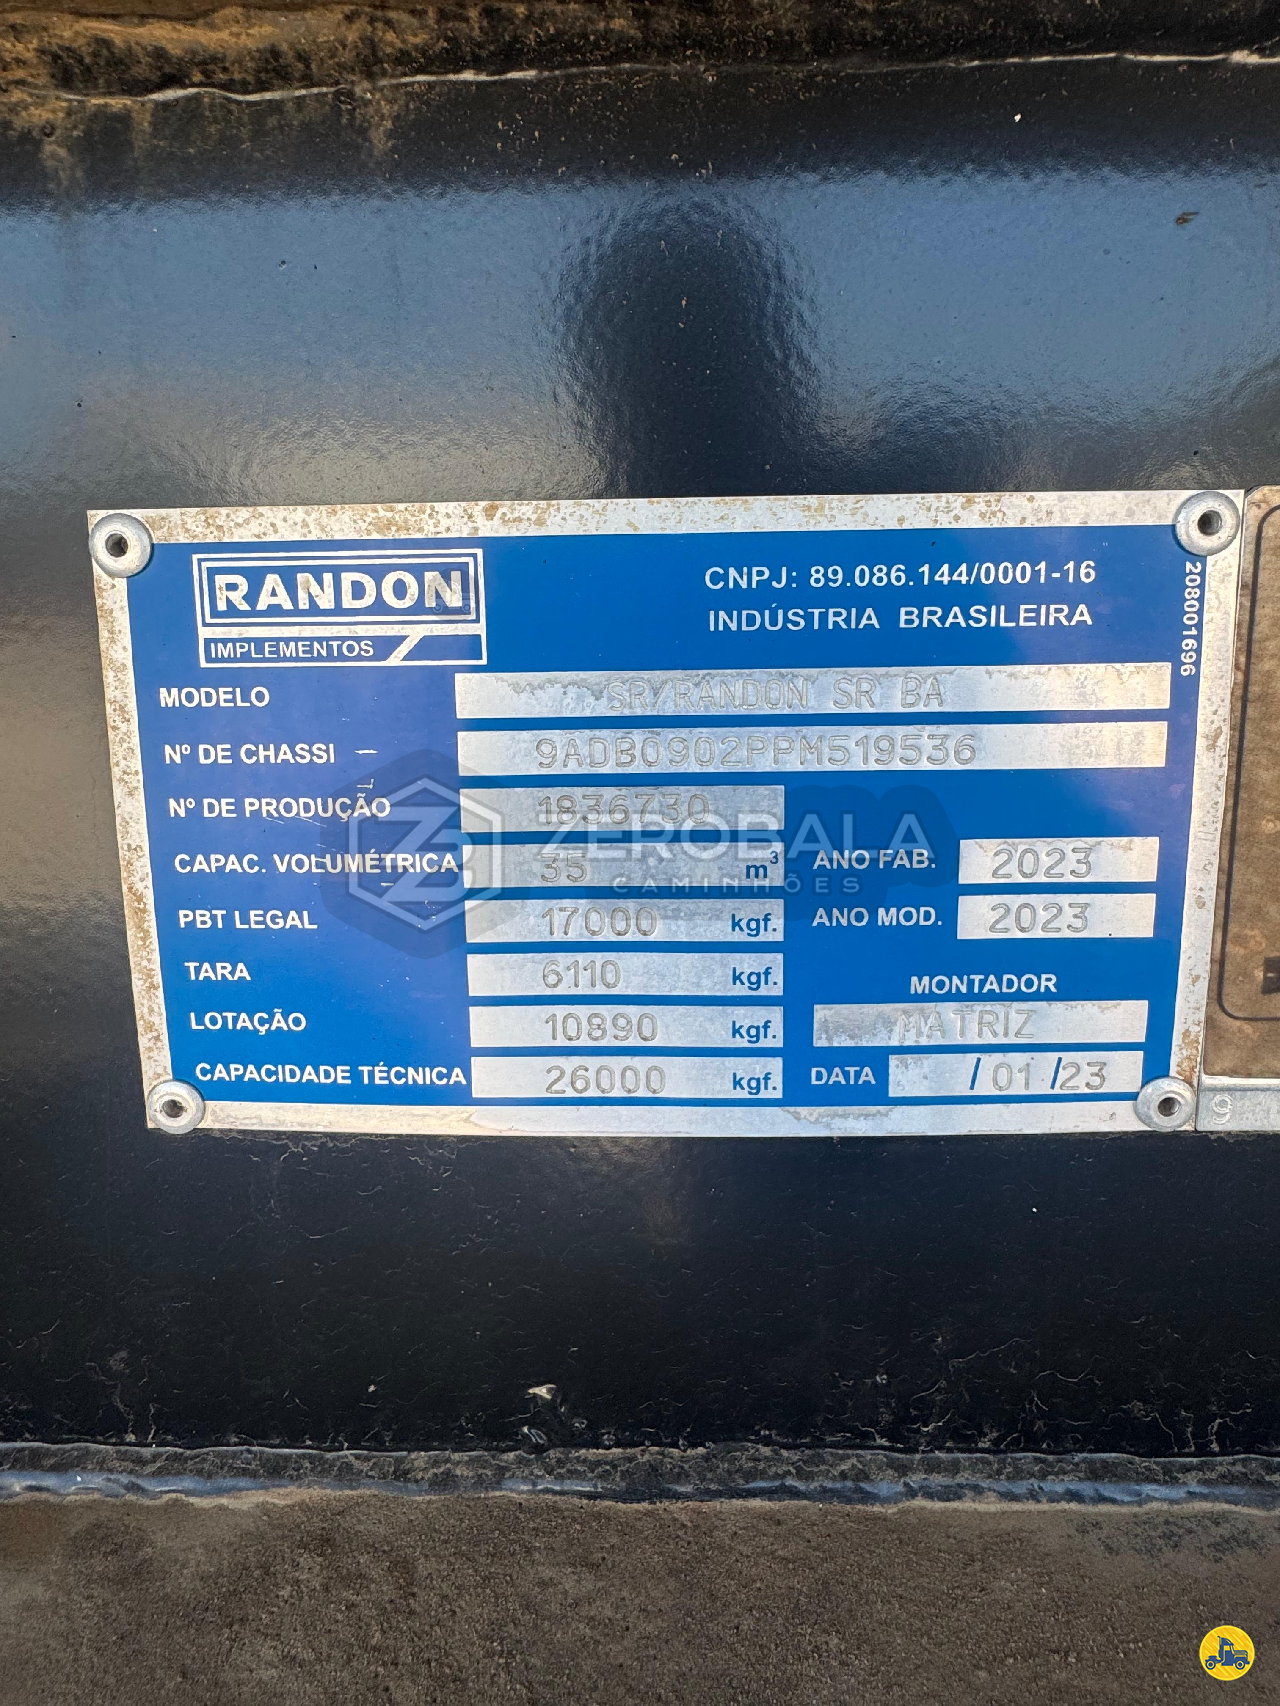 RANDON
IMPLEMENTOS
CNPJ: 89.086.144/0001-16
INDÚSTRIA BRASILEIRA
208001696
MODELO SR/RANDON SR BA
Nº DE CHASSI 9ADB0902PPM519536
Nº DE PRODUÇÃO 1836730
CAPAC. VOLUMÉTRICA 35 m³ ANO FAB. 2023
PBT LEGAL 17000 kgf. ANO MOD. 2023
TARA 6110 kgf.
MONTADOR
LOTAÇÃO 10890 kgf. MATRIZ
CAPACIDADE TÉCNICA 26000 kgf. DATA /01/23
ZEROBALA
CAMINHÕES
9